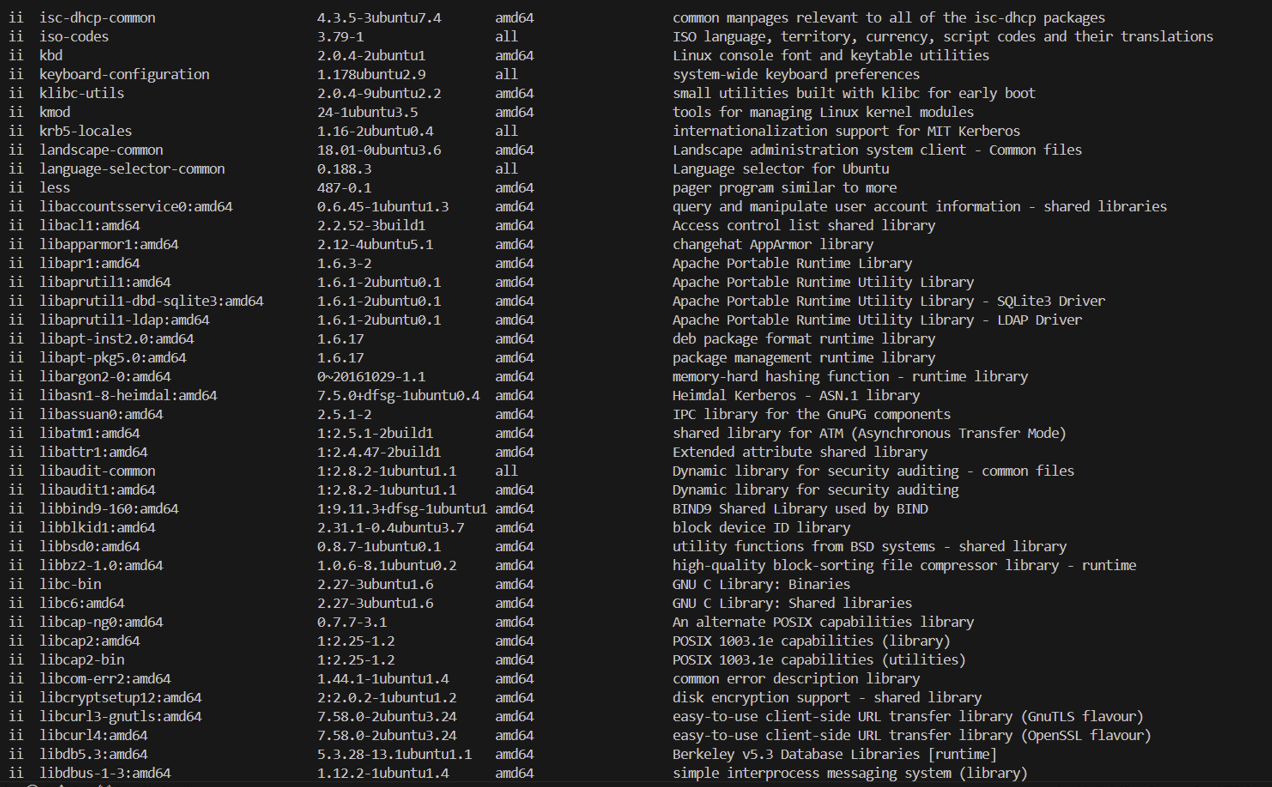 ii  isc-dhcp-common  4.3.5-3ubuntu7.4  amd64  common manpages relevant to all of the isc-dhcp packages
ii  iso-codes  3.79-1  all  ISO language, territory, currency, script codes and their translations
ii  kbd  2.0.4-2ubuntu1  amd64  Linux console font and keytable utilities
ii  keyboard-configuration  1.178ubuntu2.9  all  system-wide keyboard preferences
ii  klibc-utils  2.0.4-9ubuntu2.2  amd64  small utilities built with klibc for early boot
ii  kmod  24-1ubuntu3.5  amd64  tools for managing Linux kernel modules
ii  krb5-locales  1.16-2ubuntu0.4  all  internationalization support for MIT Kerberos
ii  landscape-common  18.01-0ubuntu3.6  amd64  Landscape administration system client - Common files
ii  language-selector-common  0.188.3  all  Language selector for Ubuntu
ii  less  487-0.1  amd64  pager program similar to more
ii  libaccountsservice0:amd64  0.6.45-1ubuntu1.3  amd64  query and manipulate user account information - shared libraries
ii  libacl1:amd64  2.2.52-3build1  amd64  Access control list shared library
ii  libapparmor1:amd64  2.12-4ubuntu5.1  amd64  changehat AppArmor library
ii  libapr1:amd64  1.6.3-2  amd64  Apache Portable Runtime Library
ii  libaprutil1:amd64  1.6.1-2ubuntu0.1  amd64  Apache Portable Runtime Utility Library
ii  libaprutil1-dbd-sqlite3:amd64  1.6.1-2ubuntu0.1  amd64  Apache Portable Runtime Utility Library - SQLite3 Driver
ii  libaprutil1-ldap:amd64  1.6.1-2ubuntu0.1  amd64  Apache Portable Runtime Utility Library - LDAP Driver
ii  libapt-inst2.0:amd64  1.6.17  amd64  deb package format runtime library
ii  libapt-pkg5.0:amd64  1.6.17  amd64  package management runtime library
ii  libargon2-0:amd64  0~20161029-1.1  amd64  memory-hard hashing function - runtime library
ii  libasn1-8-heimdal:amd64  7.5.0+dfsg-1ubuntu0.4  amd64  Heimdal Kerberos - ASN.1 library
ii  libassuan0:amd64  2.5.1-2  amd64  IPC library for the GnuPG components
ii  libatm1:amd64  1:2.5.1-2build1  amd64  shared library for ATM (Asynchronous Transfer Mode)
ii  libattr1:amd64  1:2.4.47-2build1  amd64  Extended attribute shared library
ii  libaudit-common  1:2.8.2-1ubuntu1.1  all  Dynamic library for security auditing - common files
ii  libaudit1:amd64  1:2.8.2-1ubuntu1.1  amd64  Dynamic library for security auditing
ii  libbind9-160:amd64  1:9.11.3+dfsg-1ubuntu1  amd64  BIND9 Shared Library used by BIND
ii  libblkid1:amd64  2.31.1-0.4ubuntu3.7  amd64  block device ID library
ii  libbsd0:amd64  0.8.7-1ubuntu0.1  amd64  utility functions from BSD systems - shared library
ii  libbz2-1.0:amd64  1.0.6-8.1ubuntu0.2  amd64  high-quality block-sorting file compressor library - runtime
ii  libc-bin  2.27-3ubuntu1.6  amd64  GNU C Library: Binaries
ii  libc6:amd64  2.27-3ubuntu1.6  amd64  GNU C Library: Shared libraries
ii  libcap-ng0:amd64  0.7.7-3.1  amd64  An alternate POSIX capabilities library
ii  libcap2:amd64  1:2.25-1.2  amd64  POSIX 1003.1e capabilities (library)
ii  libcap2-bin  1:2.25-1.2  amd64  POSIX 1003.1e capabilities (utilities)
ii  libcom-err2:amd64  1.44.1-1ubuntu1.4  amd64  common error description library
ii  libcryptsetup12:amd64  2:2.0.2-1ubuntu1.2  amd64  disk encryption support - shared library
ii  libcurl3-gnutls:amd64  7.58.0-2ubuntu3.24  amd64  easy-to-use client-side URL transfer library (GnuTLS flavour)
ii  libcurl4:amd64  7.58.0-2ubuntu3.24  amd64  easy-to-use client-side URL transfer library (OpenSSL flavour)
ii  libdb5.3:amd64  5.3.28-13.1ubuntu1.1  amd64  Berkeley v5.3 Database Libraries [runtime]
ii  libdbus-1-3:amd64  1.12.2-1ubuntu1.4  amd64  simple interprocess messaging system (library)